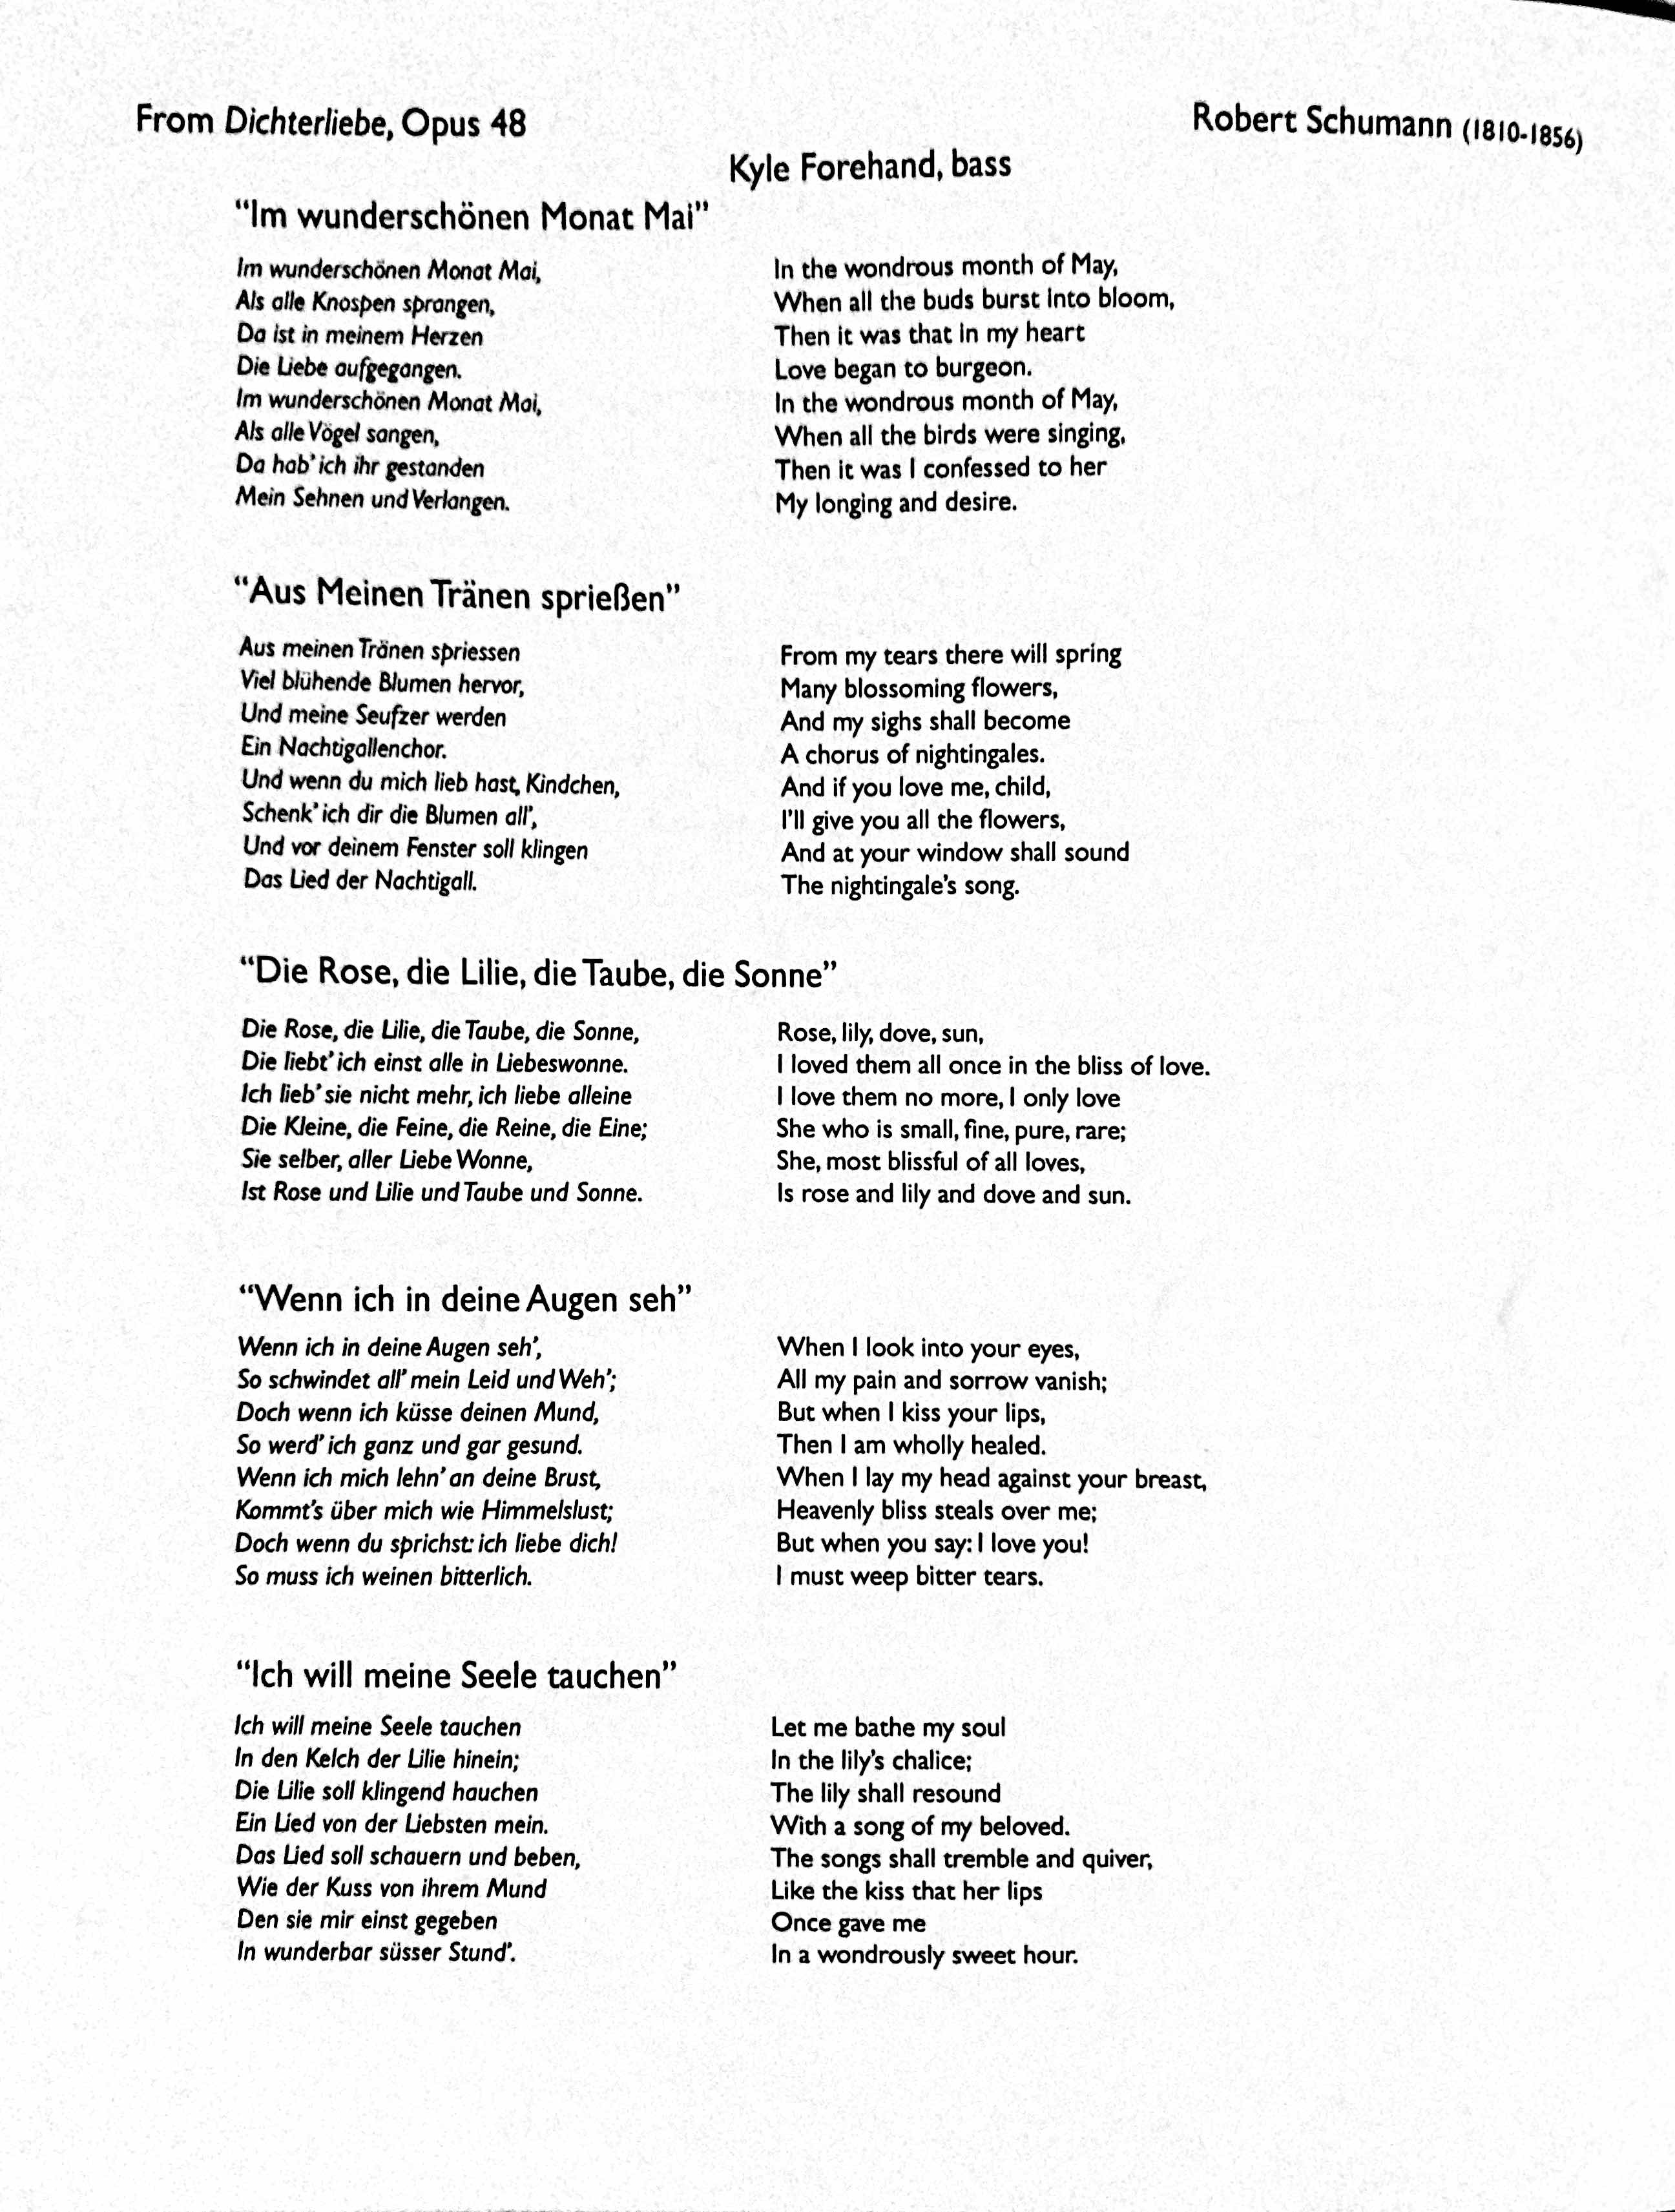 From Dichterliebe, Opus 48
Robert Schumann (1810-1856)
Kyle Forehand, bass
“Im wunderschönen Monat Mai”
Im wunderschönen Monat Mai,
Als alle Knospen sprangen,
Da ist in meinem Herzen
Die Liebe aufgegangen.
Im wunderschönen Monat Mai,
Als alle Vögel sangen,
Da hab’ ich ihr gestanden
Mein Sehnen und Verlangen.
In the wondrous month of May,
When all the buds burst into bloom,
Then it was that in my heart
Love began to burgeon.
In the wondrous month of May,
When all the birds were singing,
Then it was I confessed to her
My longing and desire.
“Aus Meinen Tränen sprießen”
Aus meinen Tränen spriessen
Viel blühende Blumen hervor,
Und meine Seufzer werden
Ein Nachtigallenchor.
Und wenn du mich lieb hast, Kindchen,
Schenk’ ich dir die Blumen all’,
Und vor deinem Fenster soll klingen
Das Lied der Nachtigall.
From my tears there will spring
Many blossoming flowers,
And my sighs shall become
A chorus of nightingales.
And if you love me, child,
I’ll give you all the flowers,
And at your window shall sound
The nightingale’s song.
“Die Rose, die Lilie, die Taube, die Sonne”
Die Rose, die Lilie, die Taube, die Sonne,
Die liebt’ ich einst alle in Liebeswonne.
Ich lieb’ sie nicht mehr, ich liebe alleine
Die Kleine, die Feine, die Reine, die Eine;
Sie selber, aller Liebe Wonne,
Ist Rose und Lilie und Taube und Sonne.
Rose, lily, dove, sun,
I loved them all once in the bliss of love.
I love them no more, I only love
She who is small, fine, pure, rare;
She, most blissful of all loves,
Is rose and lily and dove and sun.
“Wenn ich in deine Augen seh”
Wenn ich in deine Augen seh’,
So schwindet all’ mein Leid und Weh’;
Doch wenn ich küsse deinen Mund,
So werd’ ich ganz und gar gesund.
Wenn ich mich lehn’ an deine Brust,
Kommt’s über mich wie Himmelslust;
Doch wenn du sprichst: ich liebe dich!
So muss ich weinen bitterlich.
When I look into your eyes,
All my pain and sorrow vanish;
But when I kiss your lips,
Then I am wholly healed.
When I lay my head against your breast,
Heavenly bliss steals over me;
But when you say: I love you!
I must weep bitter tears.
“Ich will meine Seele tauchen”
Ich will meine Seele tauchen
In den Kelch der Lilie hinein;
Die Lilie soll klingend hauchen
Ein Lied von der Liebsten mein.
Das Lied soll schauern und beben,
Wie der Kuss von ihrem Mund
Den sie mir einst gegeben
In wunderbar süsser Stund’.
Let me bathe my soul
In the lily’s chalice;
The lily shall resound
With a song of my beloved.
The songs shall tremble and quiver,
Like the kiss that her lips
Once gave me
In a wondrously sweet hour.